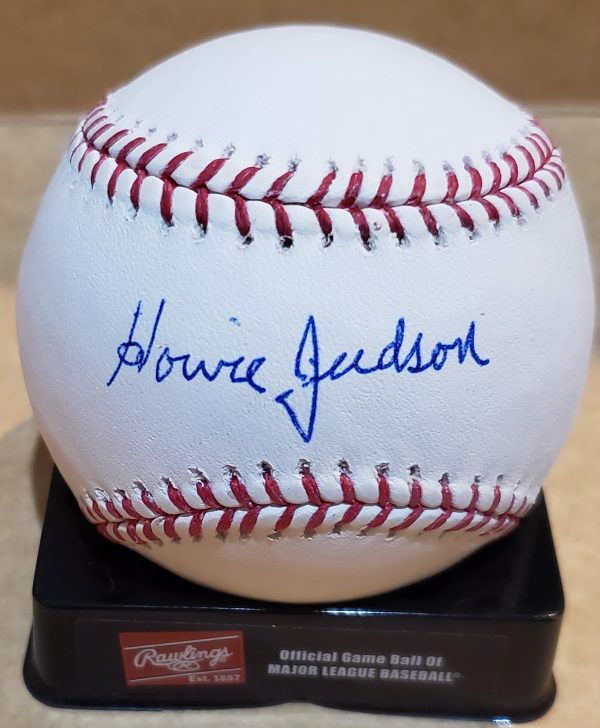 Howie Judson
Rawlings
Est. 1887
Official Game Ball Of
MAJOR LEAGUE BASEBALL®